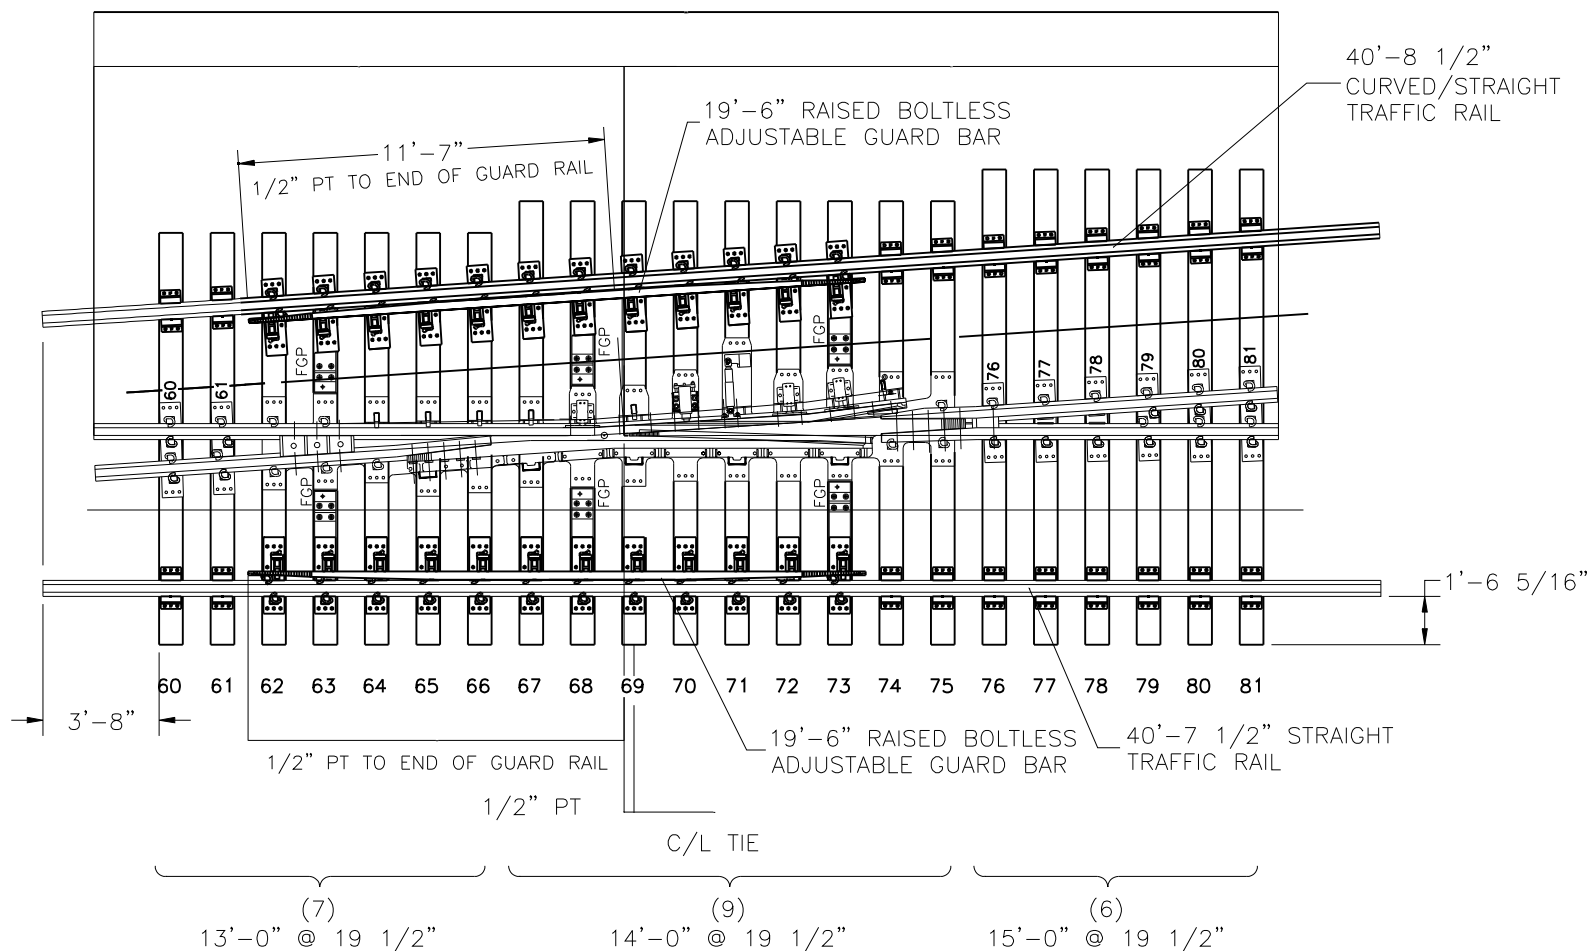 40'-8 1/2"
CURVED/STRAIGHT
TRAFFIC RAIL
19'-6" RAISED BOLTLESS
ADJUSTABLE GUARD BAR
11'-7"
1/2" PT TO END OF GUARD RAIL
FGP
FGP
FGP
60
61
76
77
78
79
80
81
FGP
FGP
FGP
1'-6 5/16"
60 61 62 63 64 65 66 67 68 69 70 71 72 73 74 75 76 77 78 79 80 81
3'-8"
19'-6" RAISED BOLTLESS
ADJUSTABLE GUARD BAR
40'-7 1/2" STRAIGHT
TRAFFIC RAIL
1/2" PT TO END OF GUARD RAIL
1/2" PT
C/L TIE
(7)
13'-0" @ 19 1/2"
(9)
14'-0" @ 19 1/2"
(6)
15'-0" @ 19 1/2"